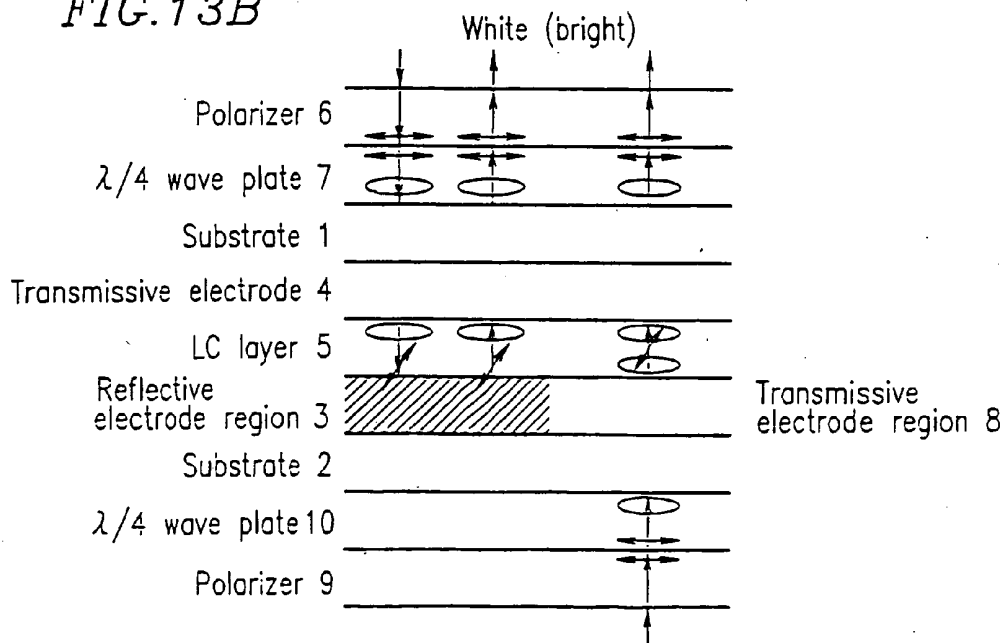 FIG.13B
White (bright)
Polarizer 6
λ/4 wave plate 7
Substrate 1
Transmissive electrode 4
LC layer 5
Reflective
electrode region 3
Transmissive
electrode region 8
Substrate 2
λ/4 wave plate 10
Polarizer 9